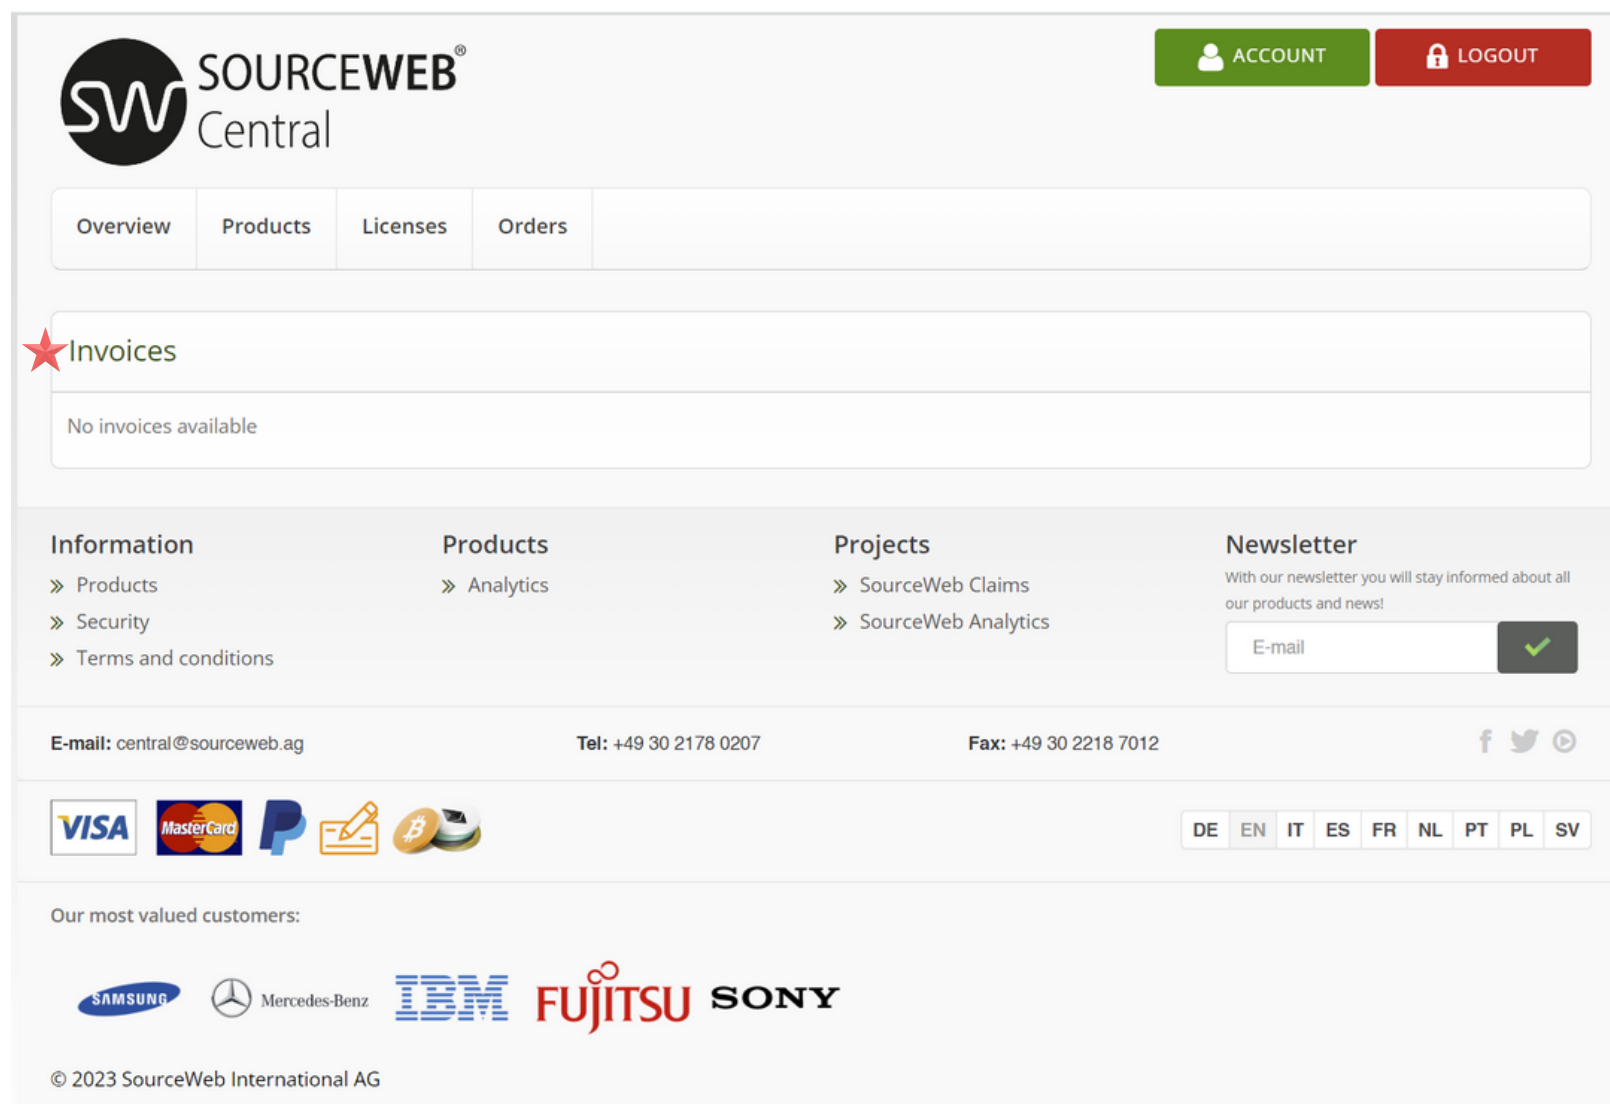 SW SOURCEWEB®
Central
ACCOUNT
LOGOUT
Overview Products Licenses Orders
Invoices
No invoices available
Information
» Products
» Security
» Terms and conditions
Products
» Analytics
Projects
» SourceWeb Claims
» SourceWeb Analytics
Newsletter
With our newsletter you will stay informed about all
our products and news!
E-mail
E-mail: central@sourceweb.ag Tel: +49 30 2178 0207 Fax: +49 30 2218 7012
VISA MasterCard
DE EN IT ES FR NL PT PL SV
Our most valued customers:
SAMSUNG Mercedes-Benz IBM FUJITSU SONY
© 2023 SourceWeb International AG